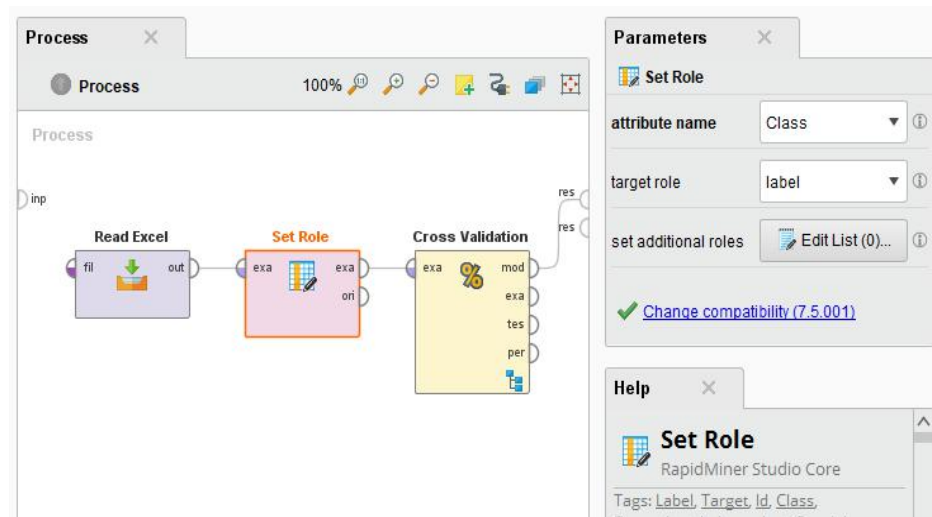 Process
Process
100%
Process
inp
res
res
Read Excel
fil
out
Set Role
exa
exa
ori
Cross Validation
exa
%
mod
exa
tes
per
Parameters
Set Role
attribute name
Class
target role
label
set additional roles
Edit List (0)...
Change compatibility (7.5.001)
Help
Set Role
RapidMiner Studio Core
Tags: Label, Target, Id, Class,